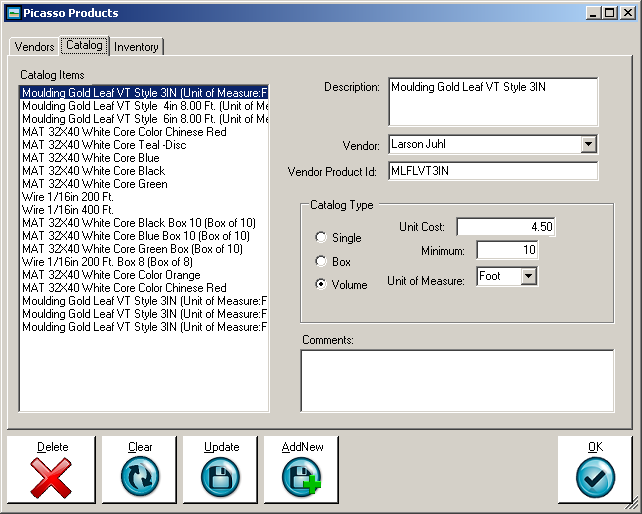 Picasso Products
Vendors Catalog Inventory
Catalog Items
Moulding Gold Leaf VT Style 3IN (Unit of Measure:F
Moulding Gold Leaf VT Style 4in 8.00 Ft. (Unit of Me
Moulding Gold Leaf VT Style 6in 8.00 Ft. (Unit of Me
MAT 32X40 White Core Color Chinese Red
MAT 32X40 White Core Teal -Disc
MAT 32X40 White Core Blue
MAT 32X40 White Core Black
MAT 32X40 White Core Green
Wire 1/16in 200 Ft.
Wire 1/16in 400 Ft.
MAT 32X40 White Core Black Box 10 (Box of 10)
MAT 32X40 White Core Blue Box 10 (Box of 10)
MAT 32X40 White Core Green Box (Box of 10)
Wire 1/16in 200 Ft. Box 8 (Box of 8)
MAT 32X40 White Core Color Orange
MAT 32X40 White Core Color Chinese Red
Moulding Gold Leaf VT Style 3IN (Unit of Measure:F
Moulding Gold Leaf VT Style 3IN (Unit of Measure:F
Moulding Gold Leaf VT Style 3IN (Unit of Measure:F
Description: Moulding Gold Leaf VT Style 3IN
Vendor: Larson Juhl
Vendor Product Id: MLFLVT3IN
Catalog Type
Single
Box
Volume
Unit Cost: 4.50
Minimum: 10
Unit of Measure: Foot
Comments:
Delete Clear Update AddNew OK